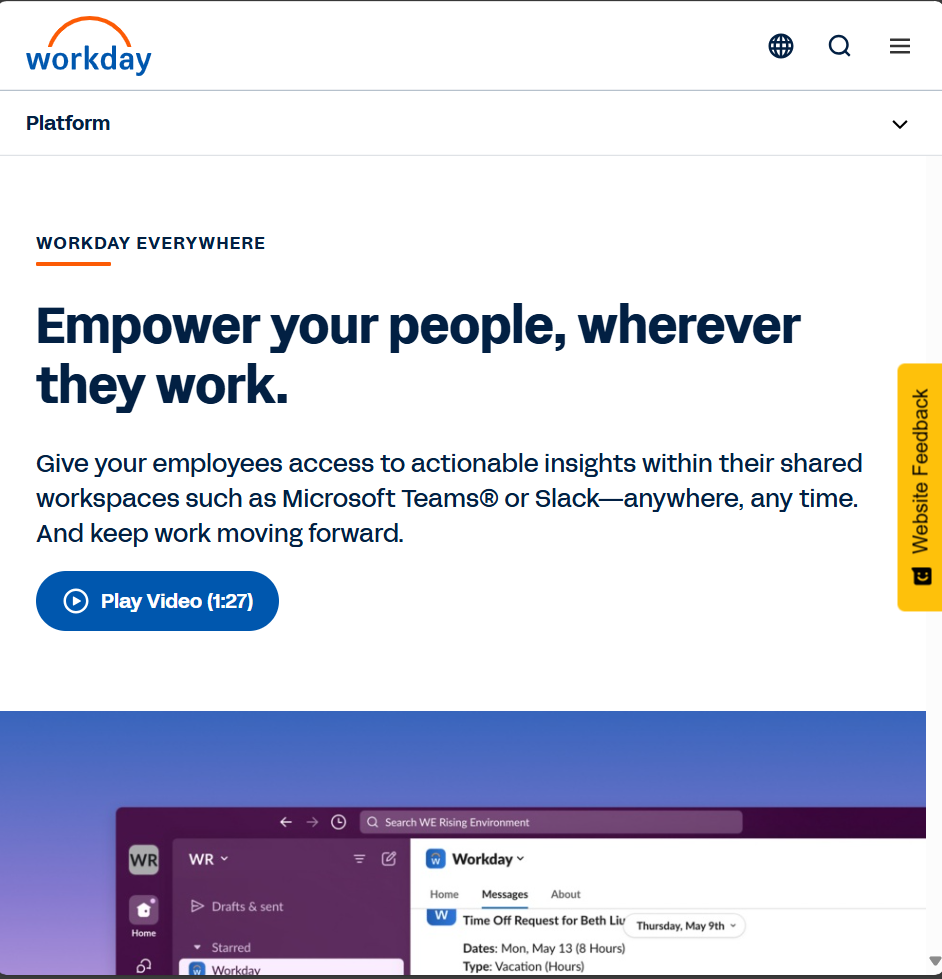 workday
Platform
WORKDAY EVERYWHERE
Empower your people, wherever
they work.
Give your employees access to actionable insights within their shared
workspaces such as Microsoft Teams® or Slack—anywhere, any time.
And keep work moving forward.
Play Video (1:27)
Website Feedback
Search WE Rising Environment
WR
WR
Drafts & sent
Home
Starred
Workday
W
Workday
Home Messages About
W
Time Off Request for Beth Liu
Thursday, May 9th
Dates: Mon, May 13 (8 Hours)
Type: Vacation (Hours)